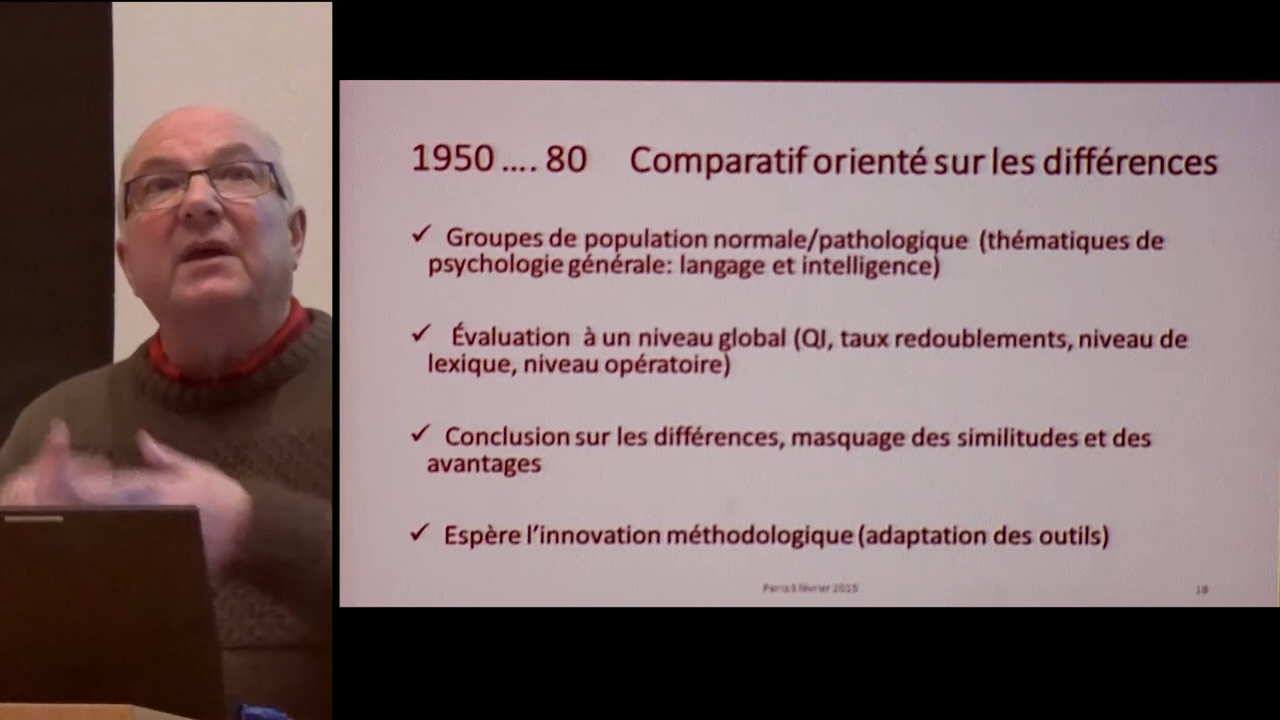 1950 .... 80 Comparatif orienté sur les différences
✓ Groupes de population normale/pathologique (thématiques de
psychologie générale: langage et intelligence)
✓ Évaluation à un niveau global (QI, taux redoublements, niveau de
lexique, niveau opératoire)
✓ Conclusion sur les différences, masquage des similitudes et des
avantages
✓ Espère l'innovation méthodologique (adaptation des outils)
Paris février 2015
18